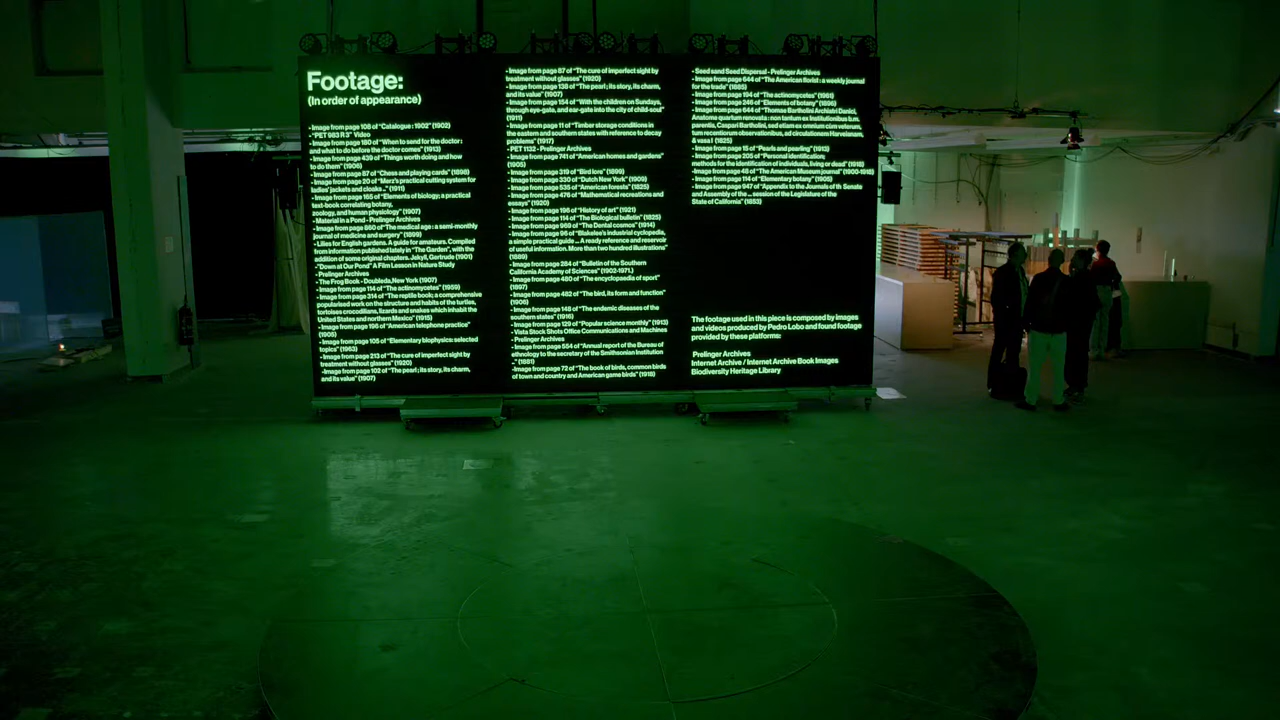 Footage:
(In order of appearance)
- Image from page 108 of "Catalogue : 1902" (1902)
- "PET 983 R 3" Video
- Image from page 180 of "When to send for the doctor :
and what to do before the doctor comes" (1913)
- Image from page 439 of "Things worth doing and how
to do them" (1906)
- Image from page 87 of "Chess and playing cards" (1898)
- Image from page 20 of "Morx's practical cutting system for
ladies' jackets and cloaks .." (1911)
- Image from page 165 of "Elements of biology; a practical
text-book correlating botany,
zoology, and human physiology" (1907)
- Material in a Pond - Prelinger Archives
- Image from page 860 of "The medical age : a semi-monthly
journal of medicine and surgery" (1899)
- Lilies for English gardens. A guide for amateurs. Compiled
from information published lately in "The Garden", with the
addition of some original chapters. Jekyll, Gertrude (1901)
-"Down at Our Pond" A Film Lesson in Nature Study
- Prelinger Archives
- The Frog Book - Doubleda,New York (1907)
- Image from page 114 of "The actinomycetes" (1959)
- Image from page 314 of "The reptile book; a comprehensive
popularised work on the structure and habits of the turtles,
tortoises crocodilians, lizards and snakes which inhabit the
United States and northern Mexico" (1915)
- Image from page 196 of "American telephone practice"
(1905)
- Image from page 105 of "Elementary biophysics: selected
topics" (1963)
- Image from page 213 of "The cure of imperfect sight by
treatment without glasses" (1920)
- Image from page 102 of "The pearl ; its story, its charm,
and its value" (1907)
- Image from page 87 of "The cure of imperfect sight by
treatment without glasses" (1920)
- Image from page 138 of "The pearl ; its story, its charm,
and its value" (1907)
- Image from page 154 of "With the children on Sundays,
through eye-gate, and ear-gate into the city of child-soul"
(1911)
- Image from page 11 of "Timber storage conditions in
the eastern and southern states with reference to decay
problems" (1917)
- PET 1132 - Prelinger Archives
- Image from page 741 of "American homes and gardens"
(1905)
- Image from page 319 of "Bird lore" (1899)
- Image from page 330 of "Dutch New York" (1909)
- Image from page 535 of "American forests" (1825)
- Image from page 476 of "Mathematical recreations and
essays" (1920)
- Image from page 196 of "History of art" (1921)
- Image from page 114 of "The Biological bulletin" (1825)
- Image from page 969 of "The Dental cosmos" (1914)
- Image from page 96 of "Blakelee's industrial cyclopedia,
a simple practical guide ... A ready reference and reservoir
of useful information. More than two hundred illustrations"
(1889)
- Image from page 284 of "Bulletin of the Southern
California Academy of Sciences" (1902-1971.)
- Image from page 480 of "The encyclopaedia of sport"
(1897)
- Image from page 482 of "The bird, its form and function"
(1906)
- Image from page 148 of "The endemic diseases of the
southern states" (1916)
- Image from page 129 of "Popular science monthly" (1913)
- Vista Stock Shots Office Communications and Machines
- Prelinger Archives
- Image from page 554 of "Annual report of the Bureau of
ethnology to the secretary of the Smithsonian Institution
.." (1881)
- Image from page 72 of "The book of birds, common birds
of town and country and American game birds" (1918)
- Seed sand Seed Dispersal - Prelinger Archives
- Image from page 644 of "The American florist : a weekly journal
for the trade" (1885)
- Image from page 194 of "The actinomycetes" (1961)
- Image from page 246 of "Elements of botany" (1896)
- Image from page 644 of "Thomas Bartholini Archiatri Danici,
Anatome quartum renovata : non tantum ex Institutionibus b.m.
parentis, Caspari Bartholini, sed etiam ex omnium cùm veterum,
tum recentiorum observationibus, ad circulationem Harveianam,
& vasa l (1825)
- Image from page 15 of "Pearls and pearling" (1913)
- Image from page 205 of "Personal identification;
methods for the identification of individuals, living or dead" (1918)
- Image from page 48 of "The American Museum journal" (1900-1918)
- Image from page 114 of "Elementary botany" (1905)
- Image from page 947 of "Appendix to the Journals of th Senate
and Assembly of the ... session of the Legislature of the
State of California" (1853)
The footage used in this piece is composed by images
and videos produced by Pedro Lobo and found footage
provided by these platforms:
Prelinger Archives
Internet Archive / Internet Archive Book Images
Biodiversity Heritage Library